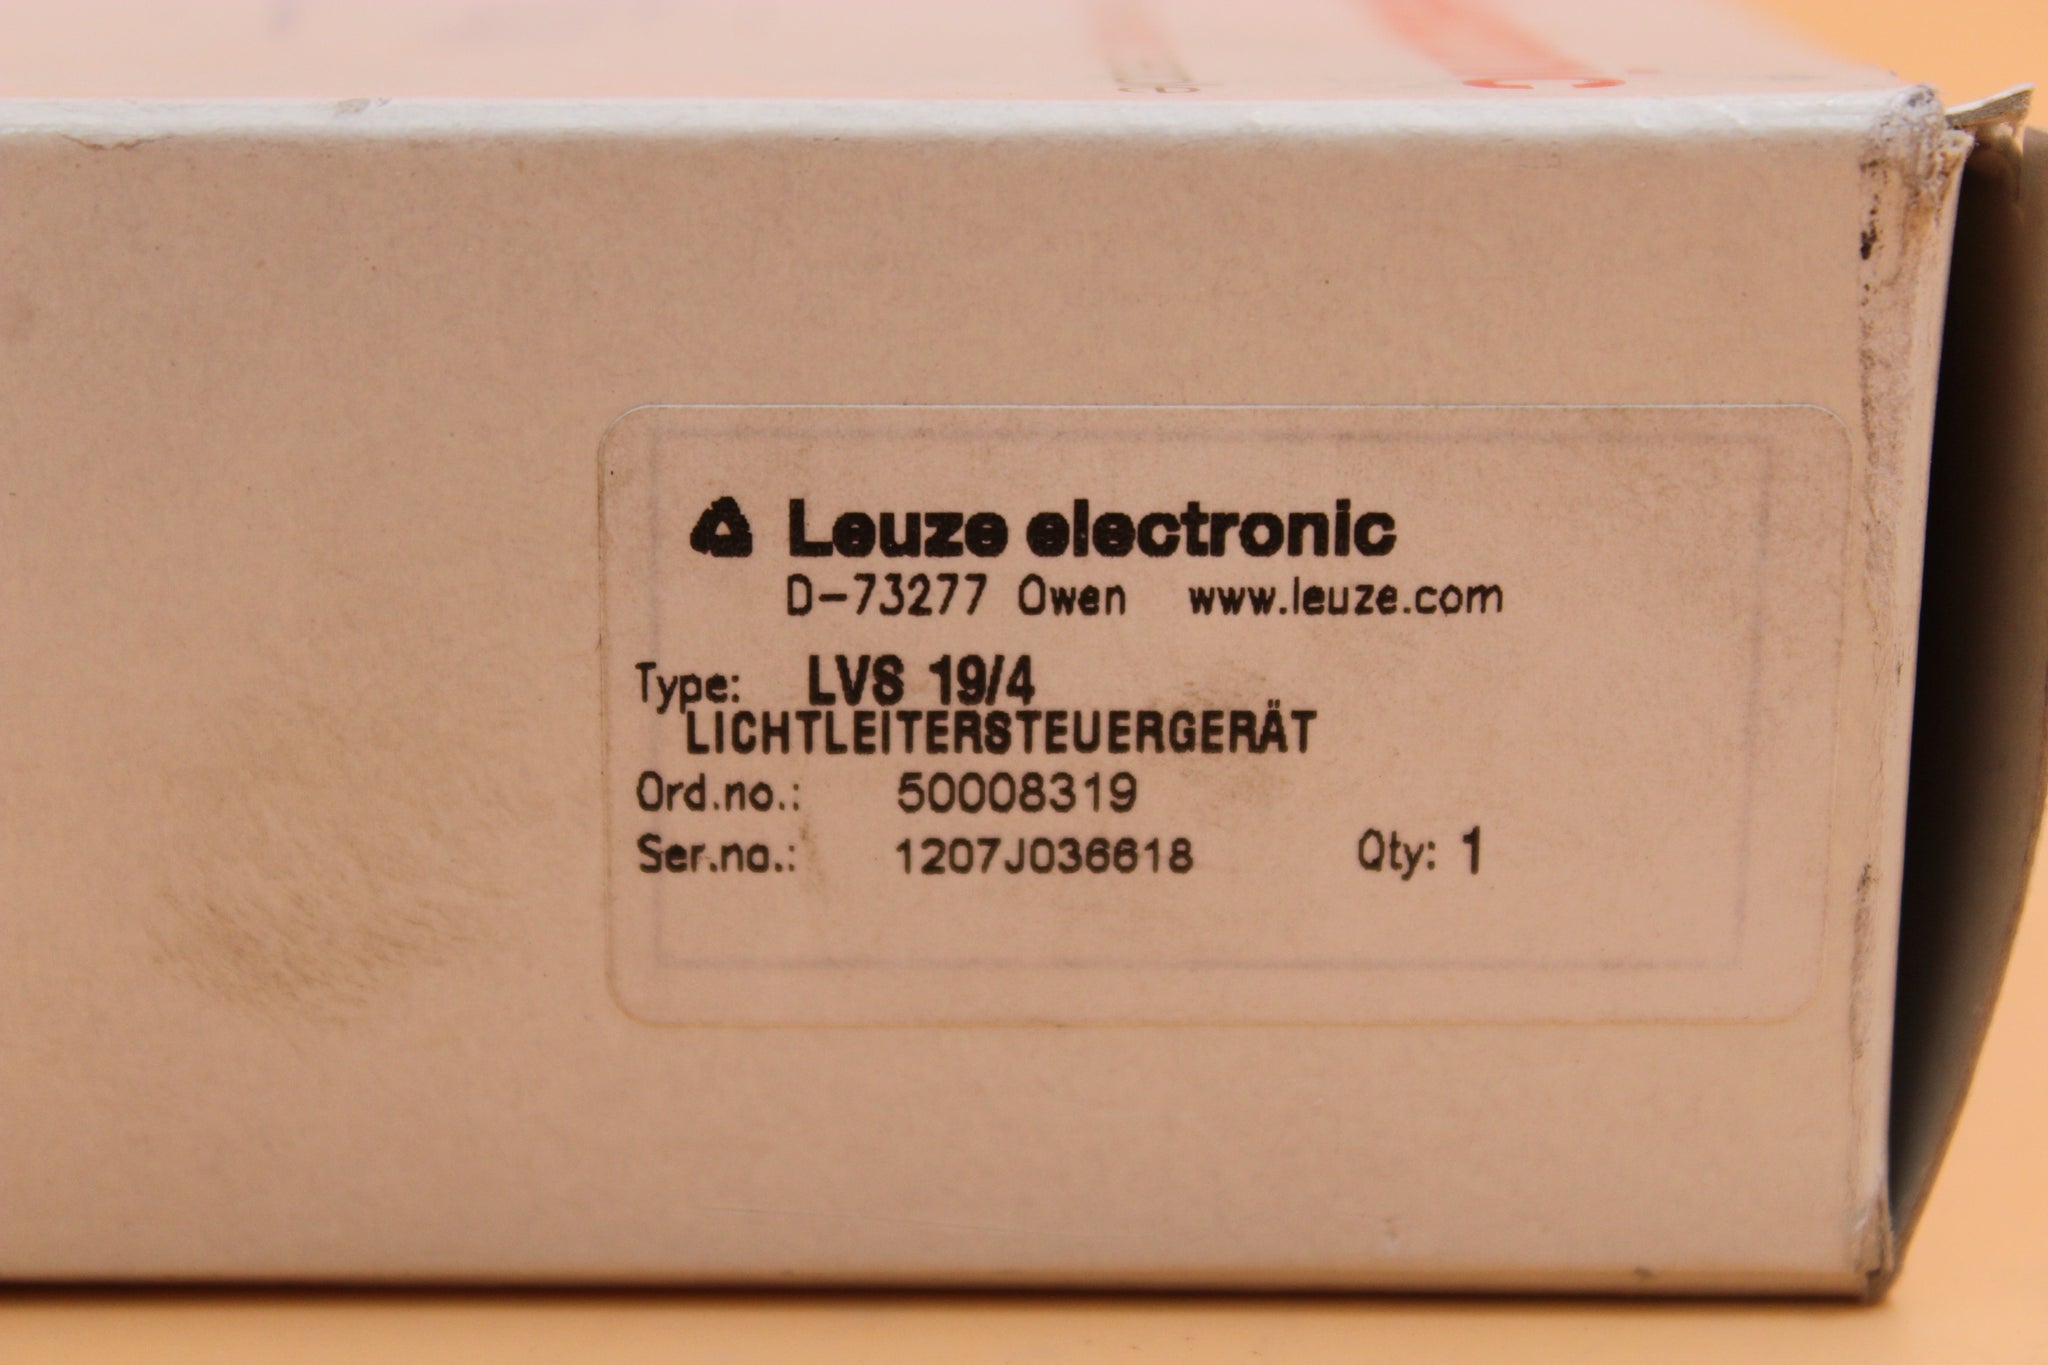 Leuze electronic
D-73277 Owen www.leuze.com
Type: LVS 19/4
LICHTLEITERSTEUERGERÄT
Ord.no.: 50008319
Ser.no.: 1207J036618 Qty: 1